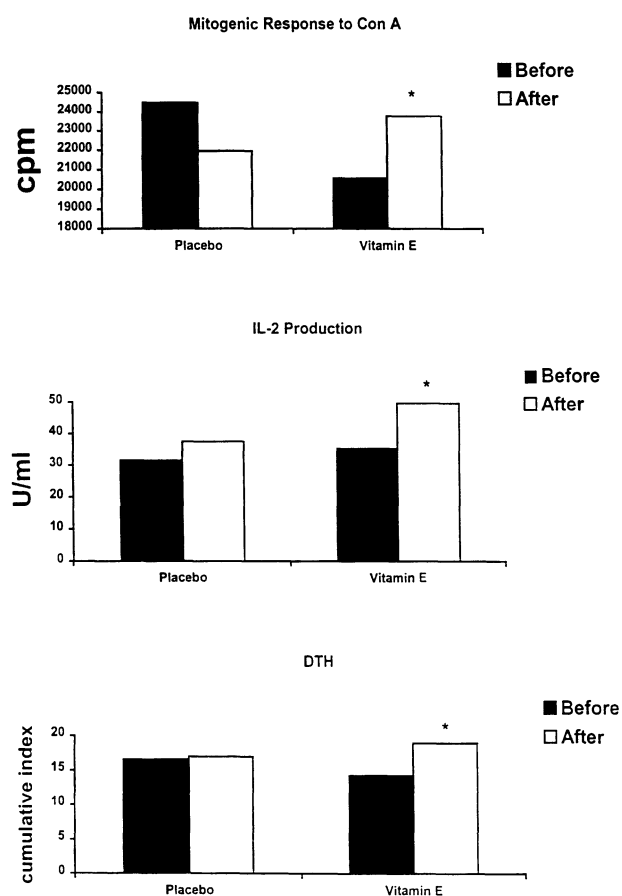 Mitogenic Response to Con A
Before
After
*
cpm
25000
24000
23000
22000
21000
20000
19000
18000
Placebo
Vitamin E
IL-2 Production
Before
After
*
U/ml
50
40
30
20
10
0
Placebo
Vitamin E
DTH
Before
After
*
cumulative index
20
15
10
5
0
Placebo
Vitamin E